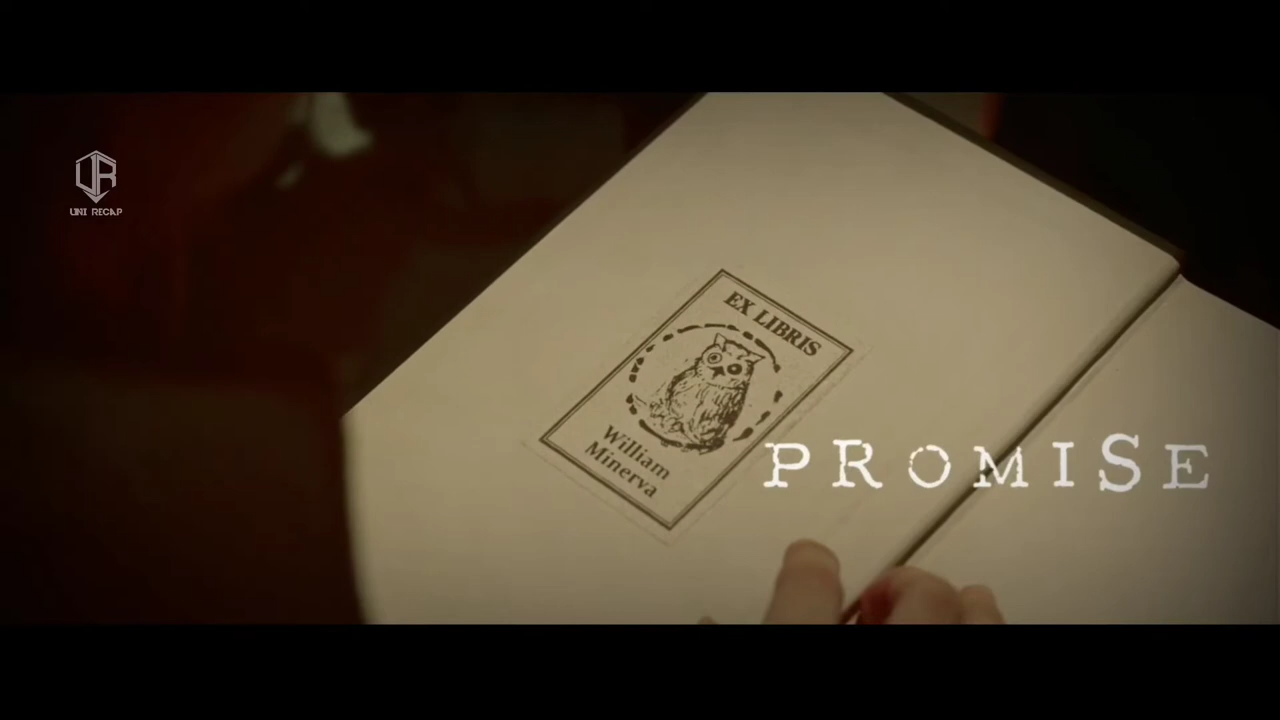 UR
UNI RECAP
EX LIBRIS
William
Minerva
PROMISE